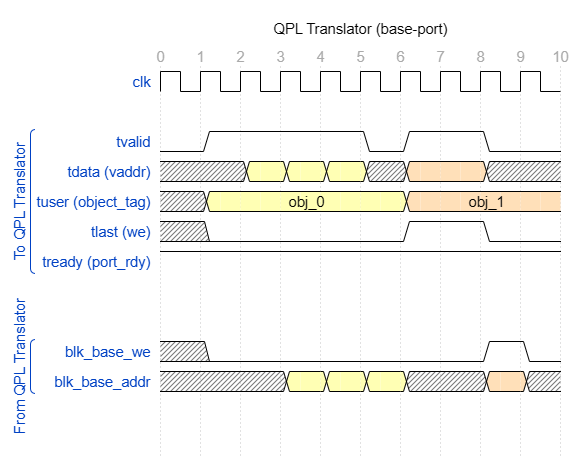 QPL Translator (base-port)
0 1 2 3 4 5 6 7 8 9 10
clk
To QPL Translator
tvalid
tdata (vaddr)
tuser (object_tag) obj_0 obj_1
tlast (we)
tready (port_rdy)
From QPL Translator
blk_base_we
blk_base_addr